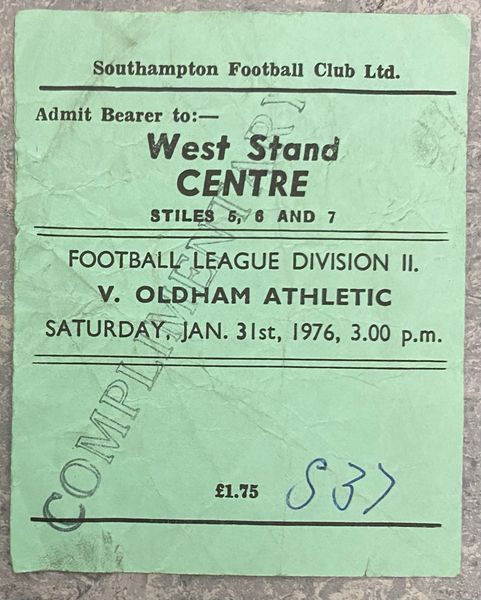 Southampton Football Club Ltd.
Admit Bearer to:—
West Stand
CENTRE
STILES 5, 6 AND 7
FOOTBALL LEAGUE DIVISION II.
V. OLDHAM ATHLETIC
SATURDAY, JAN. 31st, 1976, 3.00 p.m.
COMPLIMENTARY
£1.75
S 37